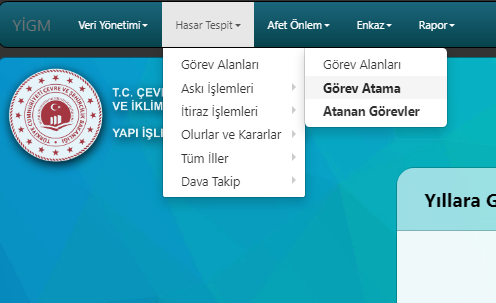 YİGM
Veri Yönetimi
Hasar Tespit
Afet Önlem
Enkaz
Rapor
Görev Alanları
Askı İşlemleri
İtiraz İşlemleri
Olurlar ve Kararlar
Tüm İller
Dava Takip
Görev Alanları
Görev Atama
Atanan Görevler
T.C. ÇEV
VE İKLİM
YAPI İŞL
Yıllara G